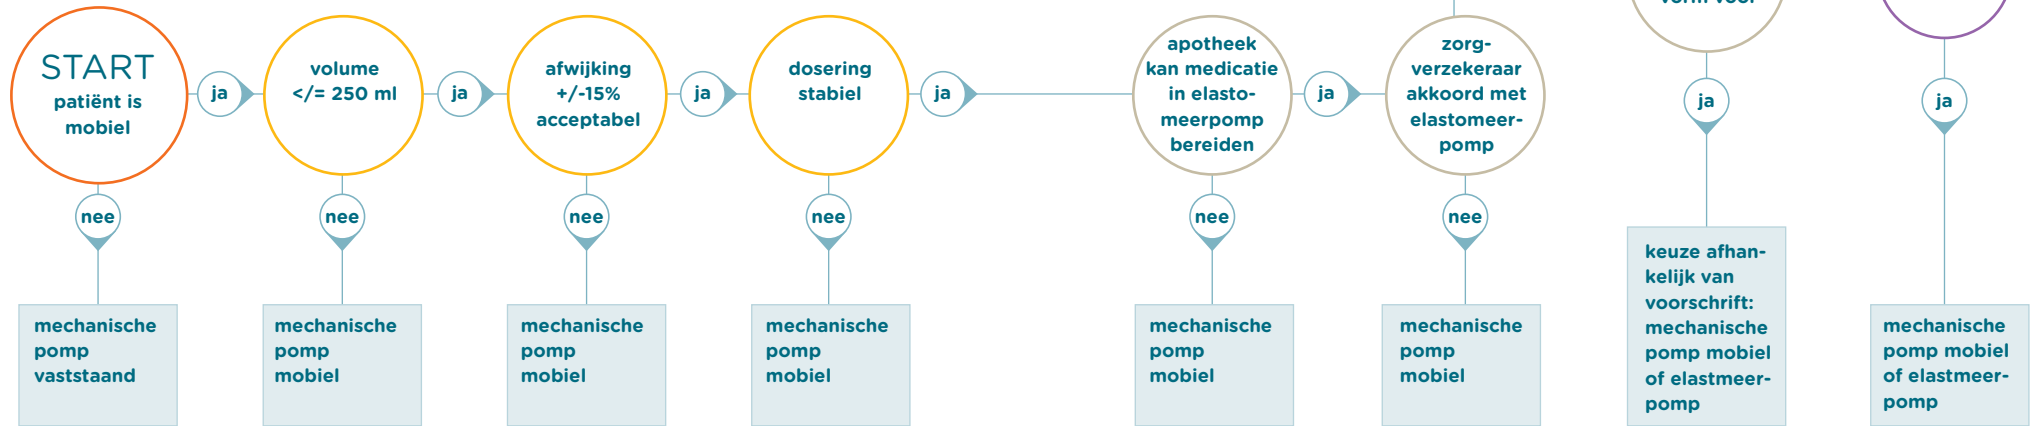 START
patiënt is
mobiel
ja
volume
</= 250 ml
ja
afwijking
+/-15%
acceptabel
ja
dosering
stabiel
ja
apotheek
kan medicatie
in elasto-
meerpomp
bereiden
ja
zorg-
verzekeraar
akkoord met
elastomeer-
pomp
ja
ja
nee
nee
nee
nee
nee
nee
mechanische
pomp
vaststaand
mechanische
pomp
mobiel
mechanische
pomp
mobiel
mechanische
pomp
mobiel
mechanische
pomp
mobiel
mechanische
pomp
mobiel
keuze afhan-
kelijk van
voorschrift:
mechanische
pomp mobiel
of elastmeer-
pomp
mechanische
pomp mobiel
of elastmeer-
pomp